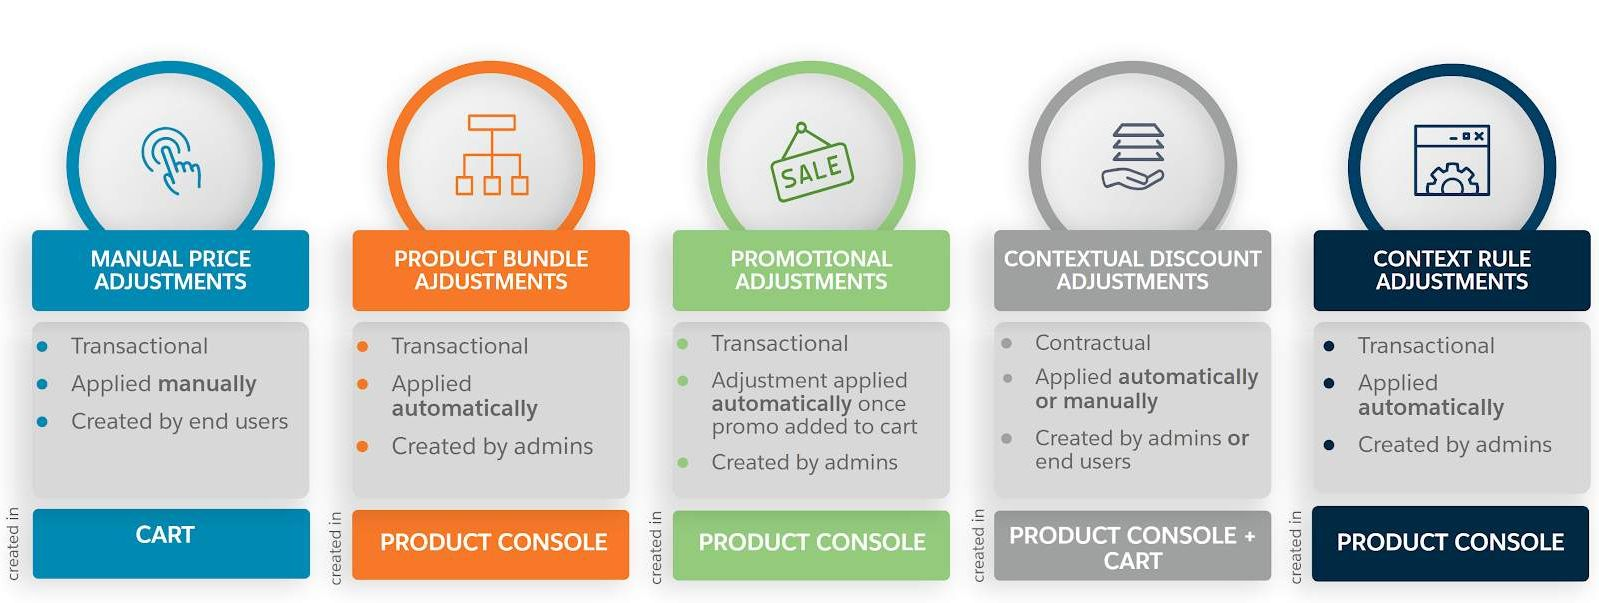 SALE
MANUAL PRICE
ADJUSTMENTS
Transactional
Applied manually
Created by end users
created in
CART
PRODUCT BUNDLE
AJDUSTMENTS
Transactional
Applied
automatically
Created by admins
created in
PRODUCT CONSOLE
PROMOTIONAL
ADJUSTMENTS
Transactional
Adjustment applied
automatically once
promo added to cart
Created by admins
created in
PRODUCT CONSOLE
CONTEXTUAL DISCOUNT
ADJUSTMENTS
Contractual
Applied automatically
or manually
Created by admins or
end users
created in
PRODUCT CONSOLE +
CART
CONTEXT RULE
ADJUSTMENTS
Transactional
Applied
automatically
Created by admins
created in
PRODUCT CONSOLE